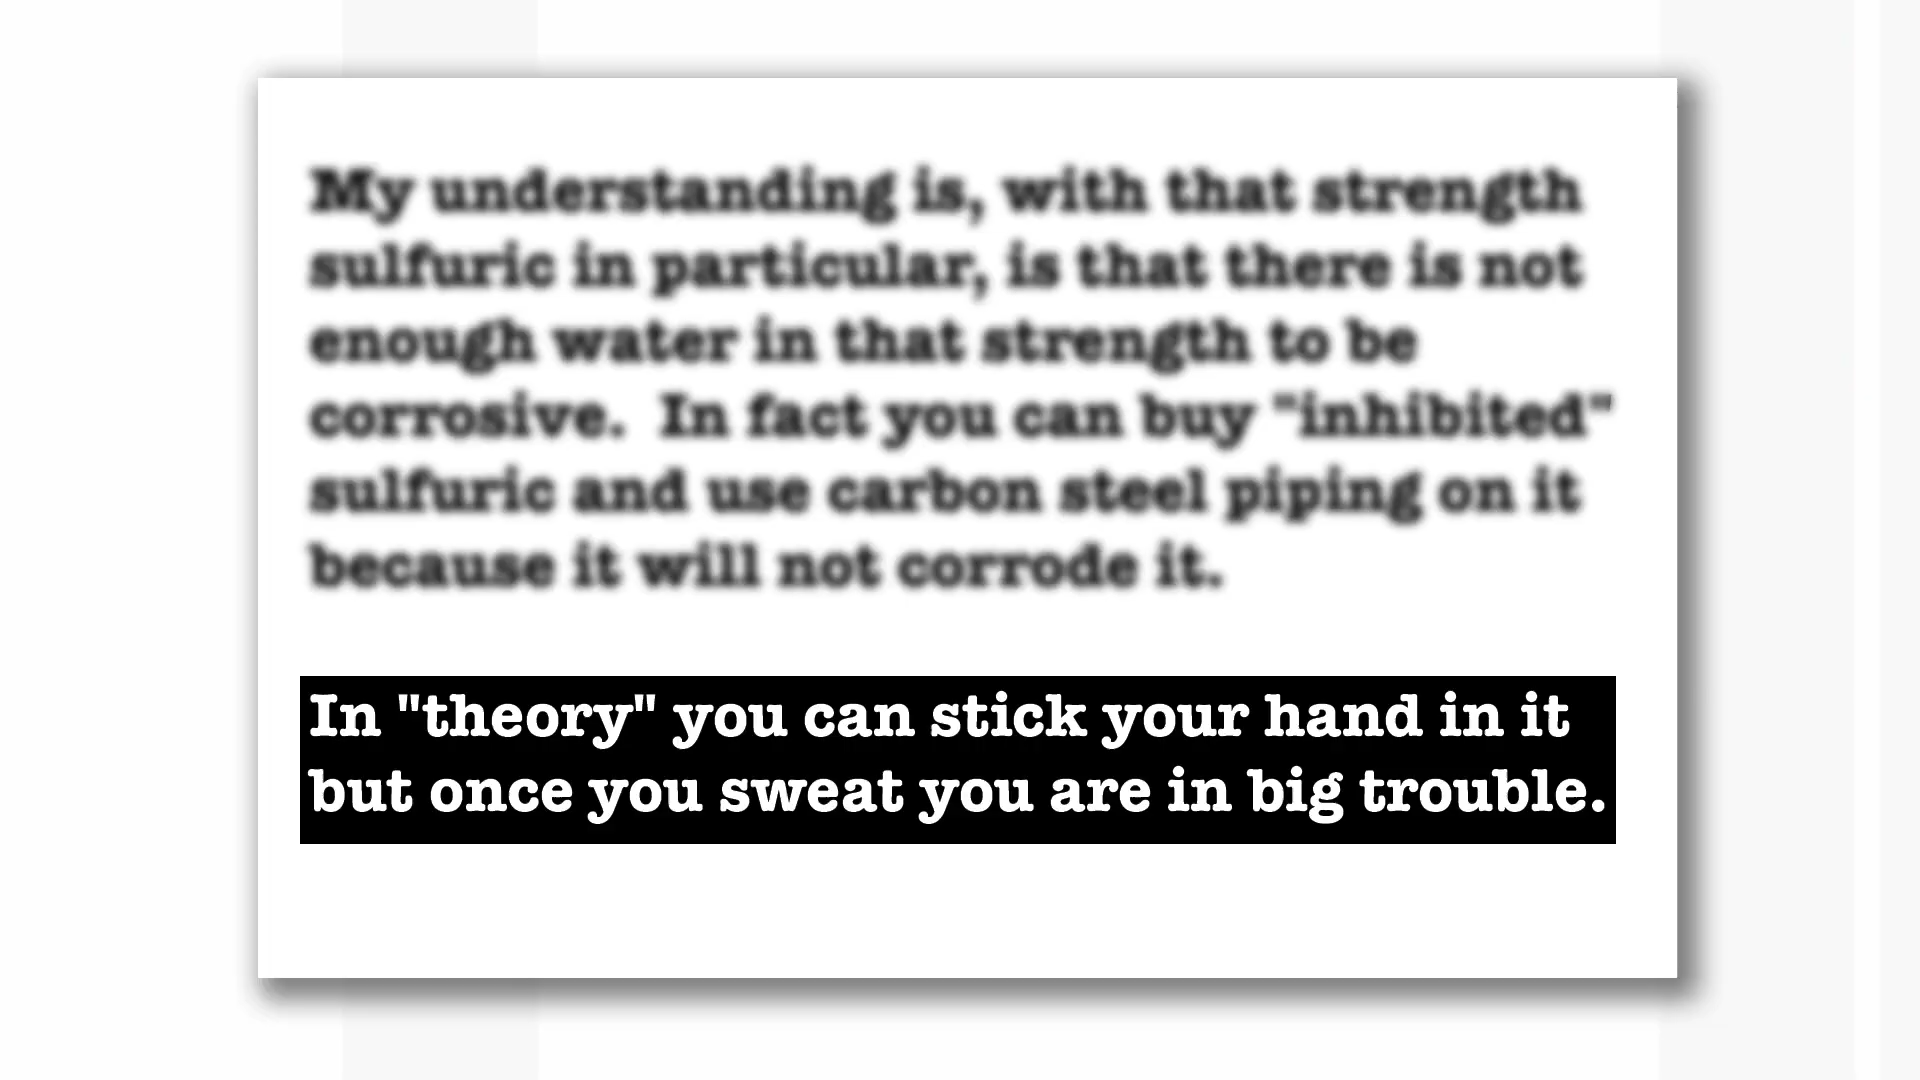 My understanding is, with that strength
sulfuric in particular, is that there is not
enough water in that strength to be
corrosive.  In fact you can buy "inhibited"
sulfuric and use carbon steel piping on it
because it will not corrode it.
In "theory" you can stick your hand in it
but once you sweat you are in big trouble.